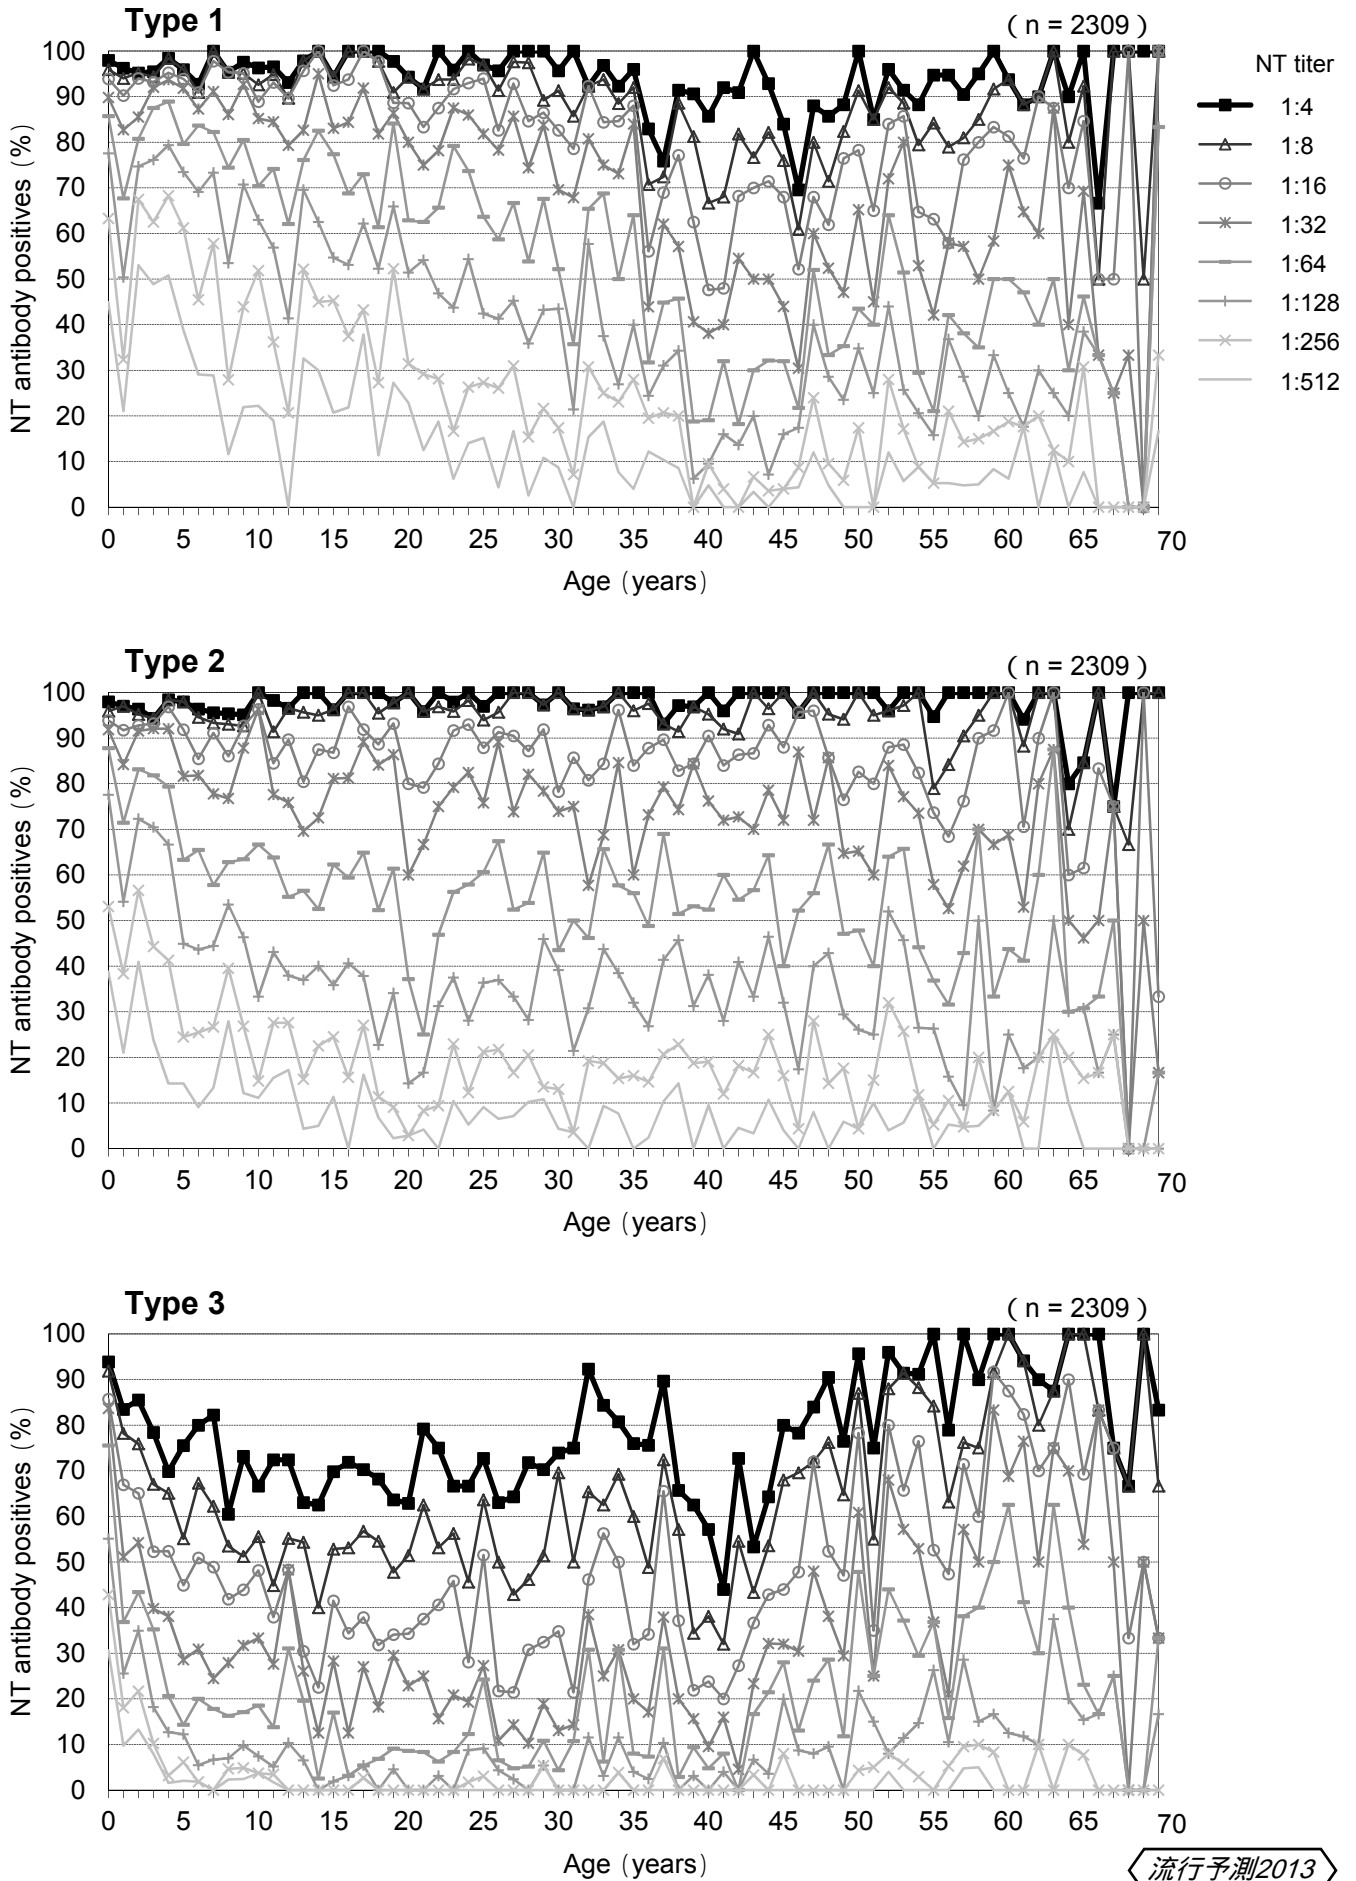 Type 1
( n = 2309 )
NT titer
1:4
1:8
1:16
1:32
1:64
1:128
1:256
1:512
NT antibody positives (%)
100
90
80
70
60
50
40
30
20
10
0
0 5 10 15 20 25 30 35 40 45 50 55 60 65 70
Age (years)
Type 2
( n = 2309 )
NT antibody positives (%)
100
90
80
70
60
50
40
30
20
10
0
0 5 10 15 20 25 30 35 40 45 50 55 60 65 70
Age (years)
Type 3
( n = 2309 )
NT antibody positives (%)
100
90
80
70
60
50
40
30
20
10
0
0 5 10 15 20 25 30 35 40 45 50 55 60 65 70
Age (years)
流行予測2013